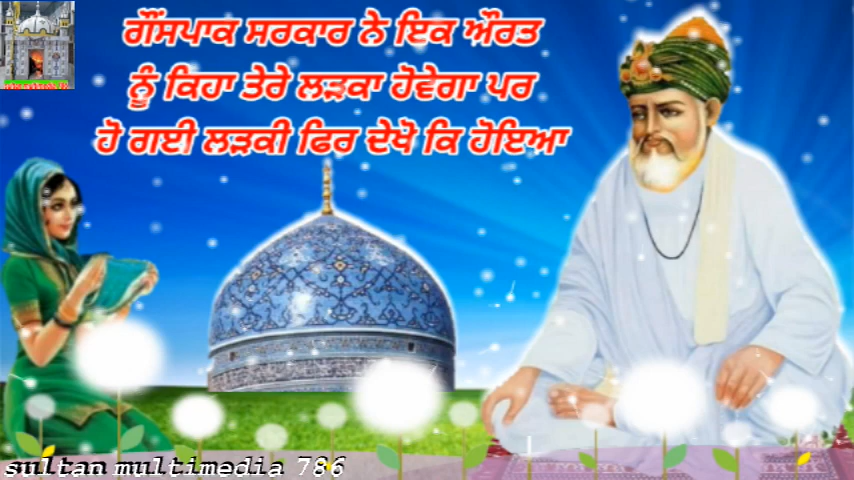 ਗੌਂਸਪਾਕ ਸਰਕਾਰ ਨੇ ਇਕ ਔਰਤ
ਨੂੰ ਕਿਹਾ ਤੇਰੇ ਲੜਕਾ ਹੋਵੇਗਾ ਪਰ
ਹੋ ਗਈ ਲੜਕੀ ਫਿਰ ਦੇਖੋ ਕਿ ਹੋਇਆ
sultan multimedia 786